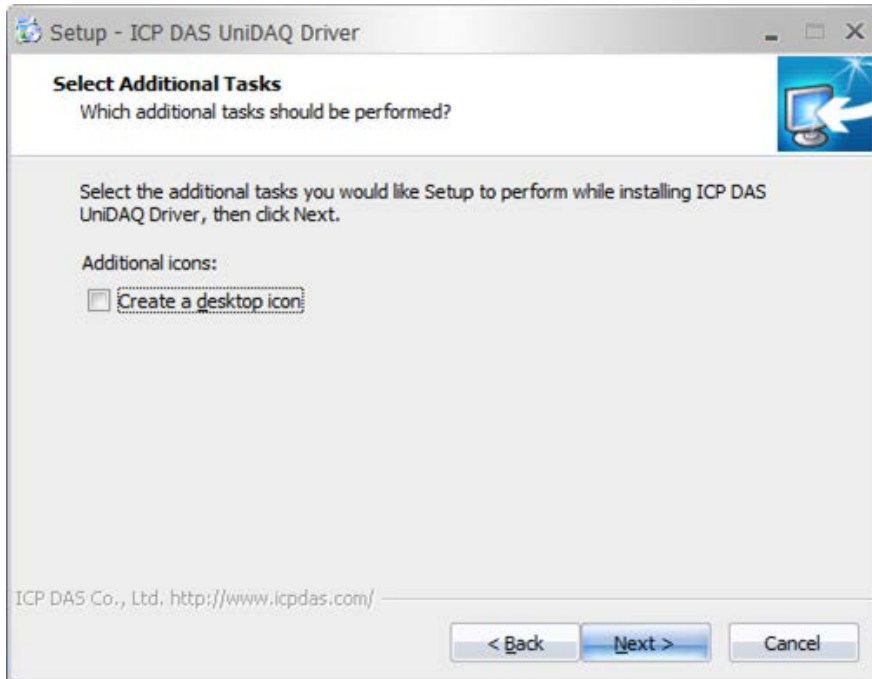 Setup - ICP DAS UniDAQ Driver
Select Additional Tasks
Which additional tasks should be performed?
Select the additional tasks you would like Setup to perform while installing ICP DAS
UniDAQ Driver, then click Next.
Additional icons:
Create a desktop icon
ICP DAS Co., Ltd. http://www.icpdas.com/
< Back Next > Cancel